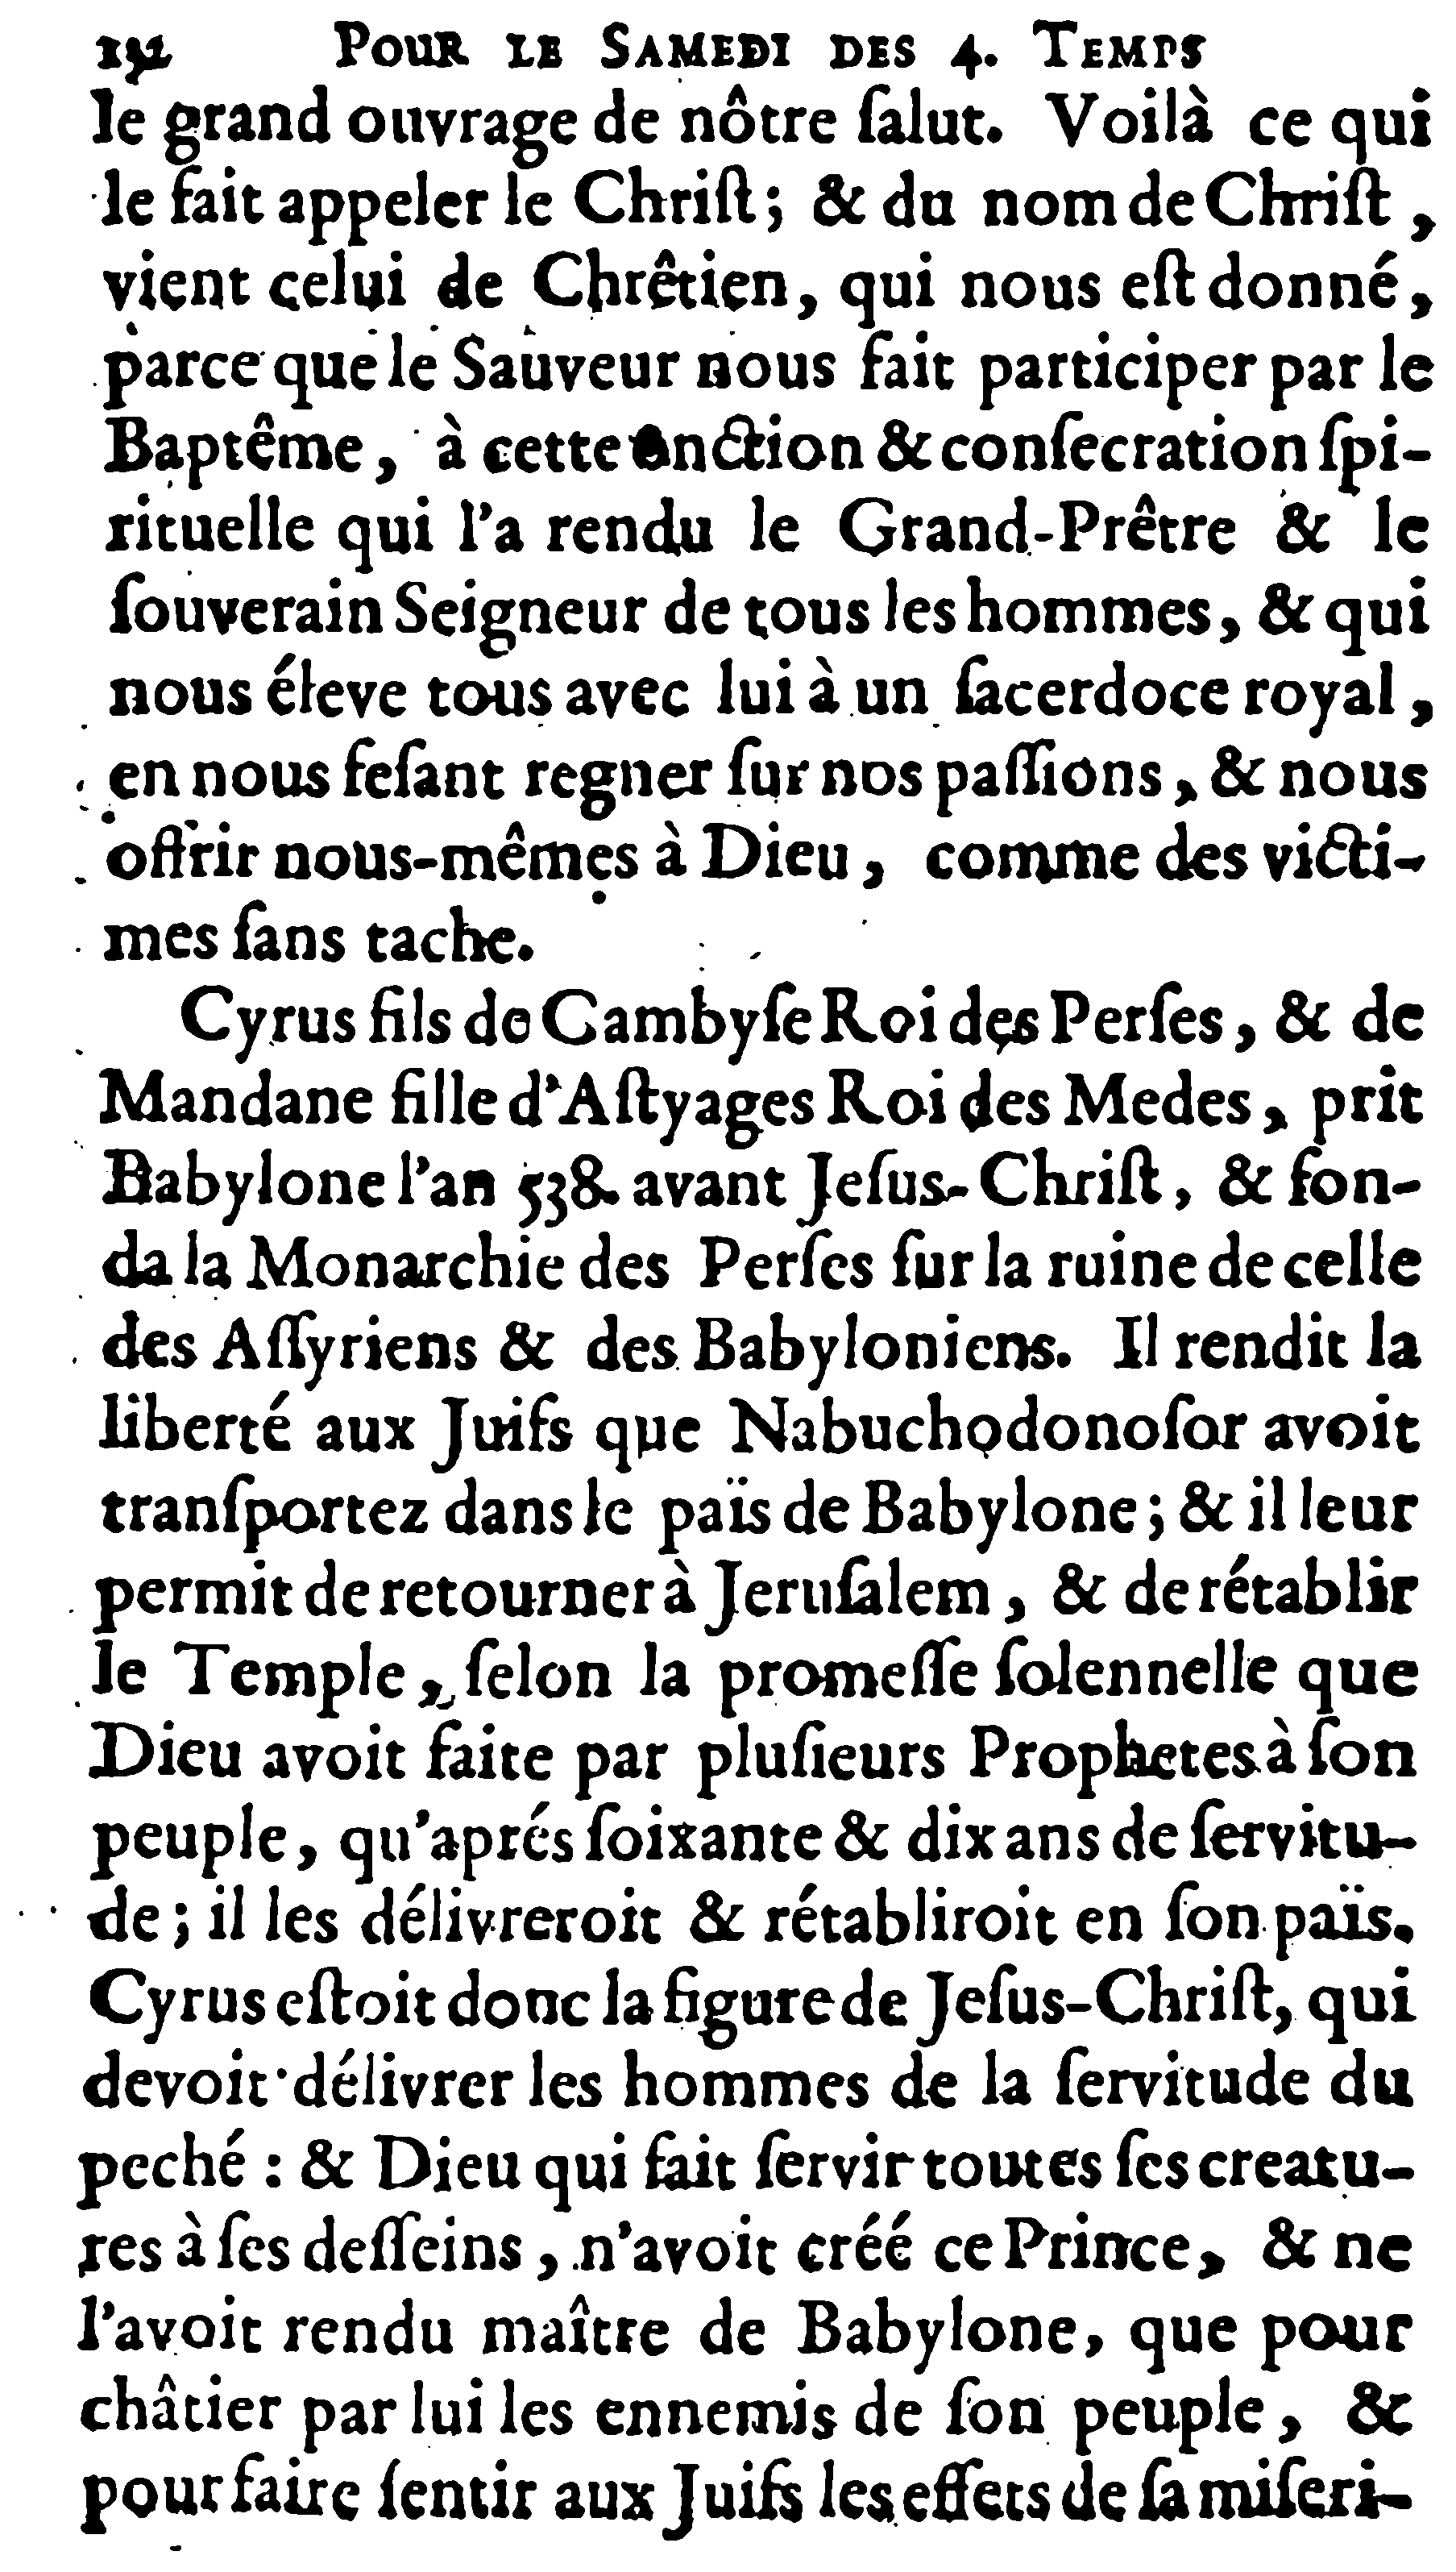 192 POUR LE SAMEDI DES 4. TEMPS
le grand ouvrage de nôtre ſalut. Voilà ce qui
le fait appeler le Chriſt; & du nom de Chriſt,
vient celui de Chrêtien, qui nous eſt donné,
parce que le Sauveur nous fait participer par le
Baptême, à cette onction & conſecration ſpi-
rituelle qui l'a rendu le Grand-Prêtre & le
ſouverain Seigneur de tous les hommes, & qui
nous éleve tous avec lui à un ſacerdoce royal,
en nous feſant regner ſur nos paſſions, & nous
offrir nous-mêmes à Dieu, comme des victi-
mes ſans tache.
Cyrus fils de Cambyſe Roi des Perſes, & de
Mandane fille d'Aſtyages Roi des Medes, prit
Babylone l'an 538. avant Jeſus-Chriſt, & fon-
da la Monarchie des Perſes ſur la ruine de celle
des Aſſyriens & des Babyloniens. Il rendit la
liberté aux Juifs que Nabuchodonoſor avoit
tranſportez dans le païs de Babylone; & il leur
permit de retourner à Jeruſalem, & de rétablir
le Temple, ſelon la promeſſe ſolennelle que
Dieu avoit faite par pluſieurs Prophetes à ſon
peuple, qu'aprés ſoixante & dix ans de ſervitu-
de; il les délivreroit & rétabliroit en ſon païs.
Cyrus eſtoit donc la figure de Jeſus-Chriſt, qui
devoit délivrer les hommes de la ſervitude du
peché: & Dieu qui fait ſervir toutes ſes creatu-
res à ſes deſſeins, n'avoit créé ce Prince, & ne
l'avoit rendu maître de Babylone, que pour
châtier par lui les ennemis de ſon peuple, &
pour faire ſentir aux Juifs les effets de ſa miſeri-